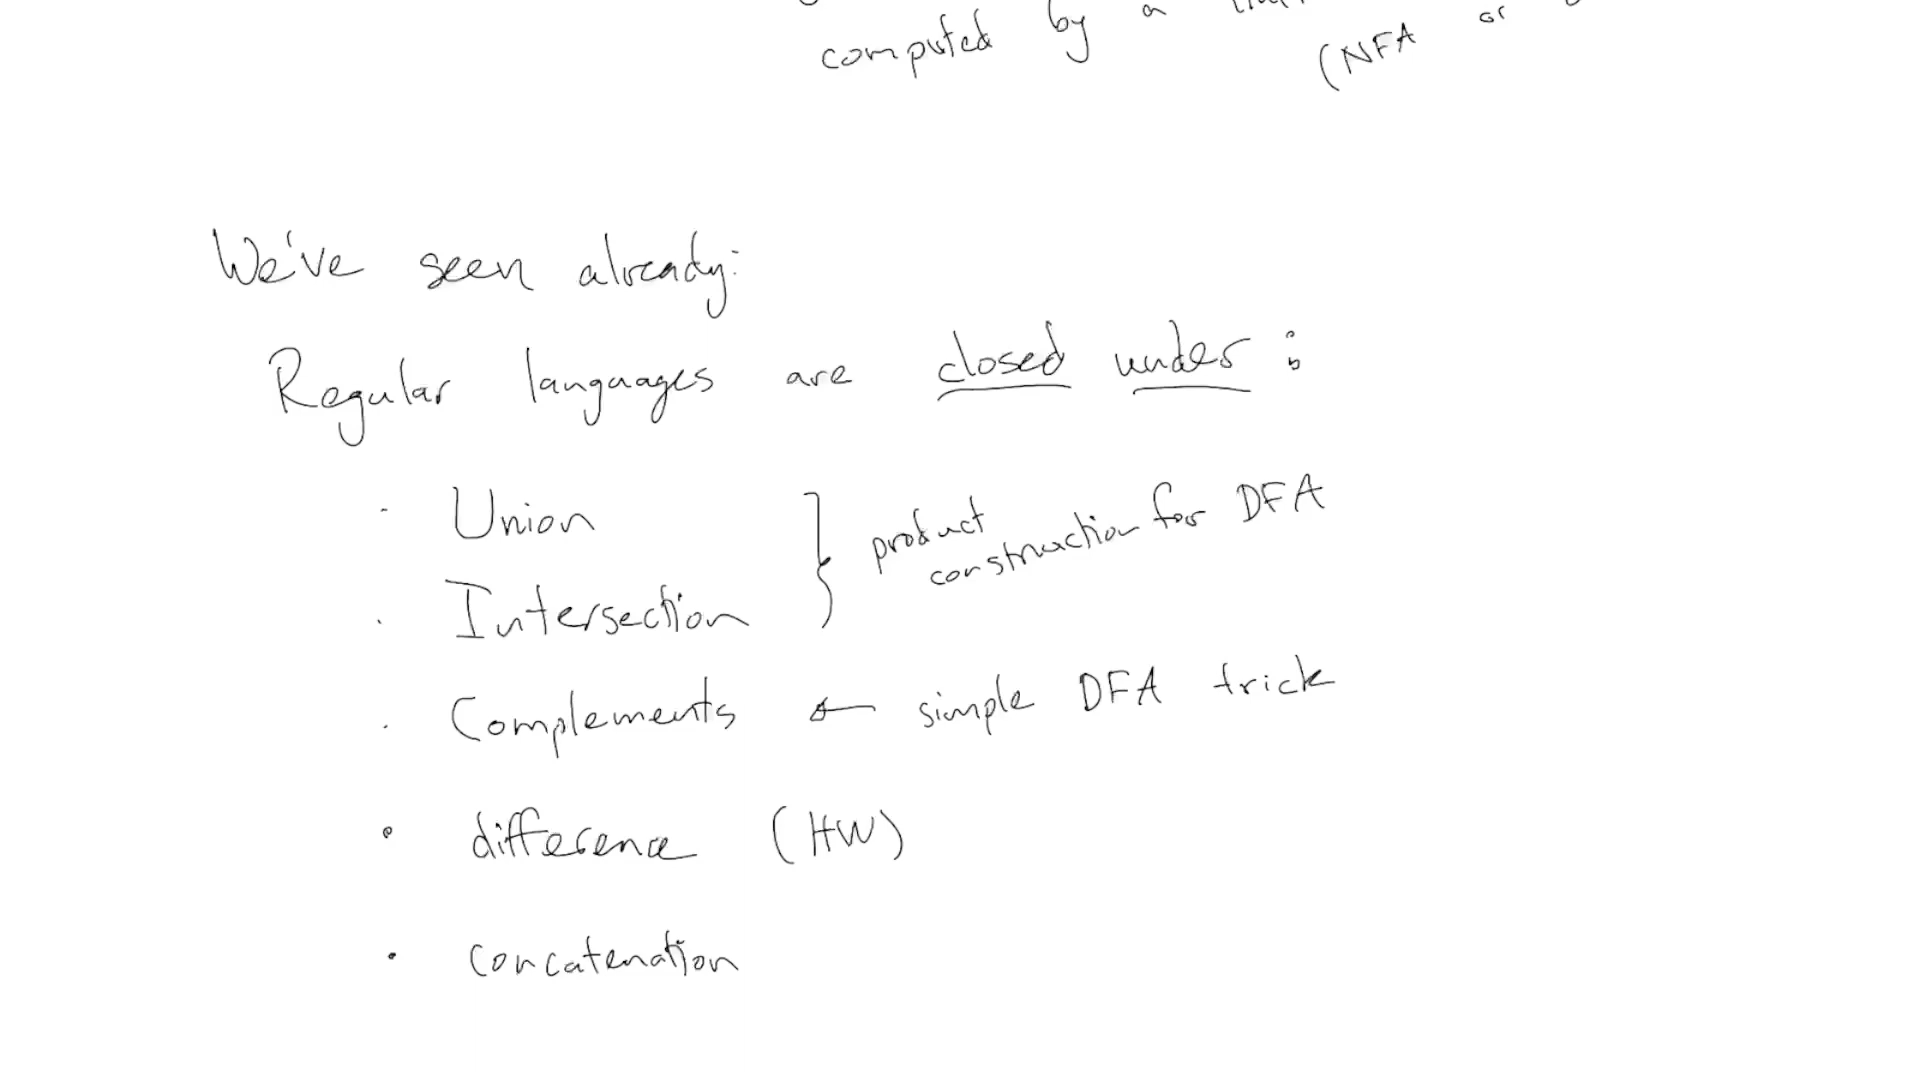 computed by a
(NFA or
We've seen already:
Regular languages are closed under:
· Union
product construction for DFA
· Intersection
· Complements ← simple DFA trick
· difference (HW)
· concatenation